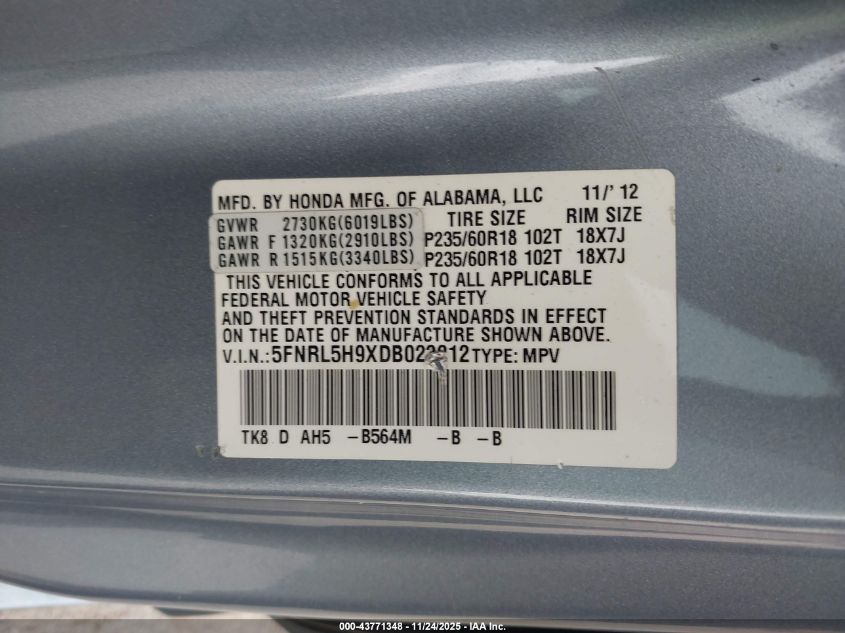 MFD. BY HONDA MFG. OF ALABAMA, LLC 11/'12
GVWR 2730KG(6019LBS) TIRE SIZE RIM SIZE
GAWR F 1320KG(2910LBS) P235/60R18 102T 18X7J
GAWR R 1515KG(3340LBS) P235/60R18 102T 18X7J
THIS VEHICLE CONFORMS TO ALL APPLICABLE
FEDERAL MOTOR VEHICLE SAFETY
AND THEFT PREVENTION STANDARDS IN EFFECT
ON THE DATE OF MANUFACTURE SHOWN ABOVE.
V.I.N.: TYPE: MPV
TK8 D AH5 -B564M -B -B
000-43771348 - 11/24/2025 - IAA Inc.